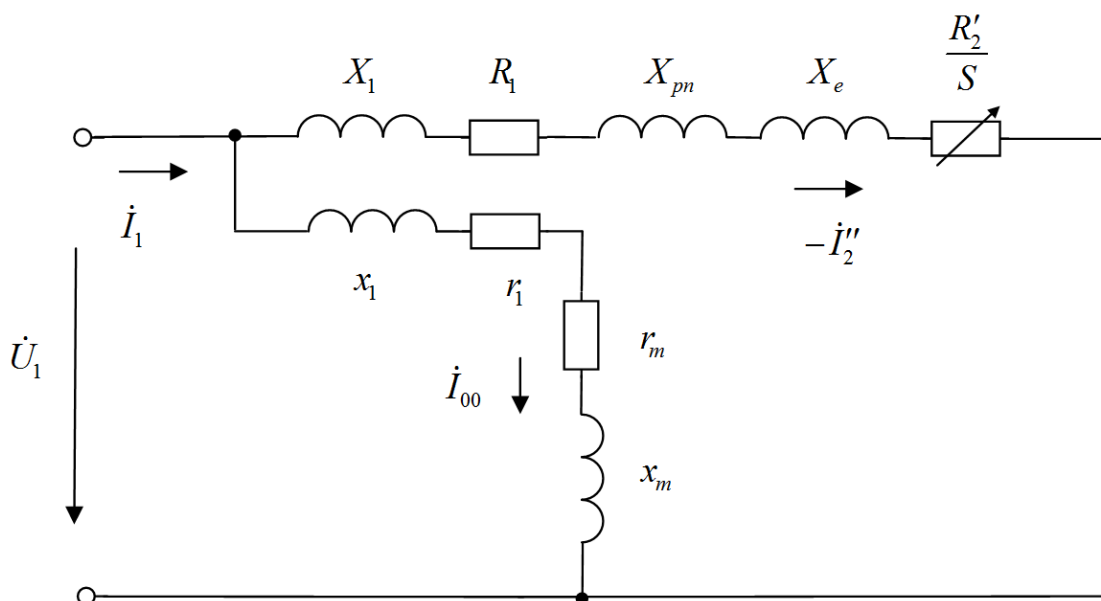 X₁ R₁ Xₚₙ Xₑ R′₂/S
İ₁ −İ″₂
x₁ r₁
U̇₁ İ₀₀ rₘ
xₘ